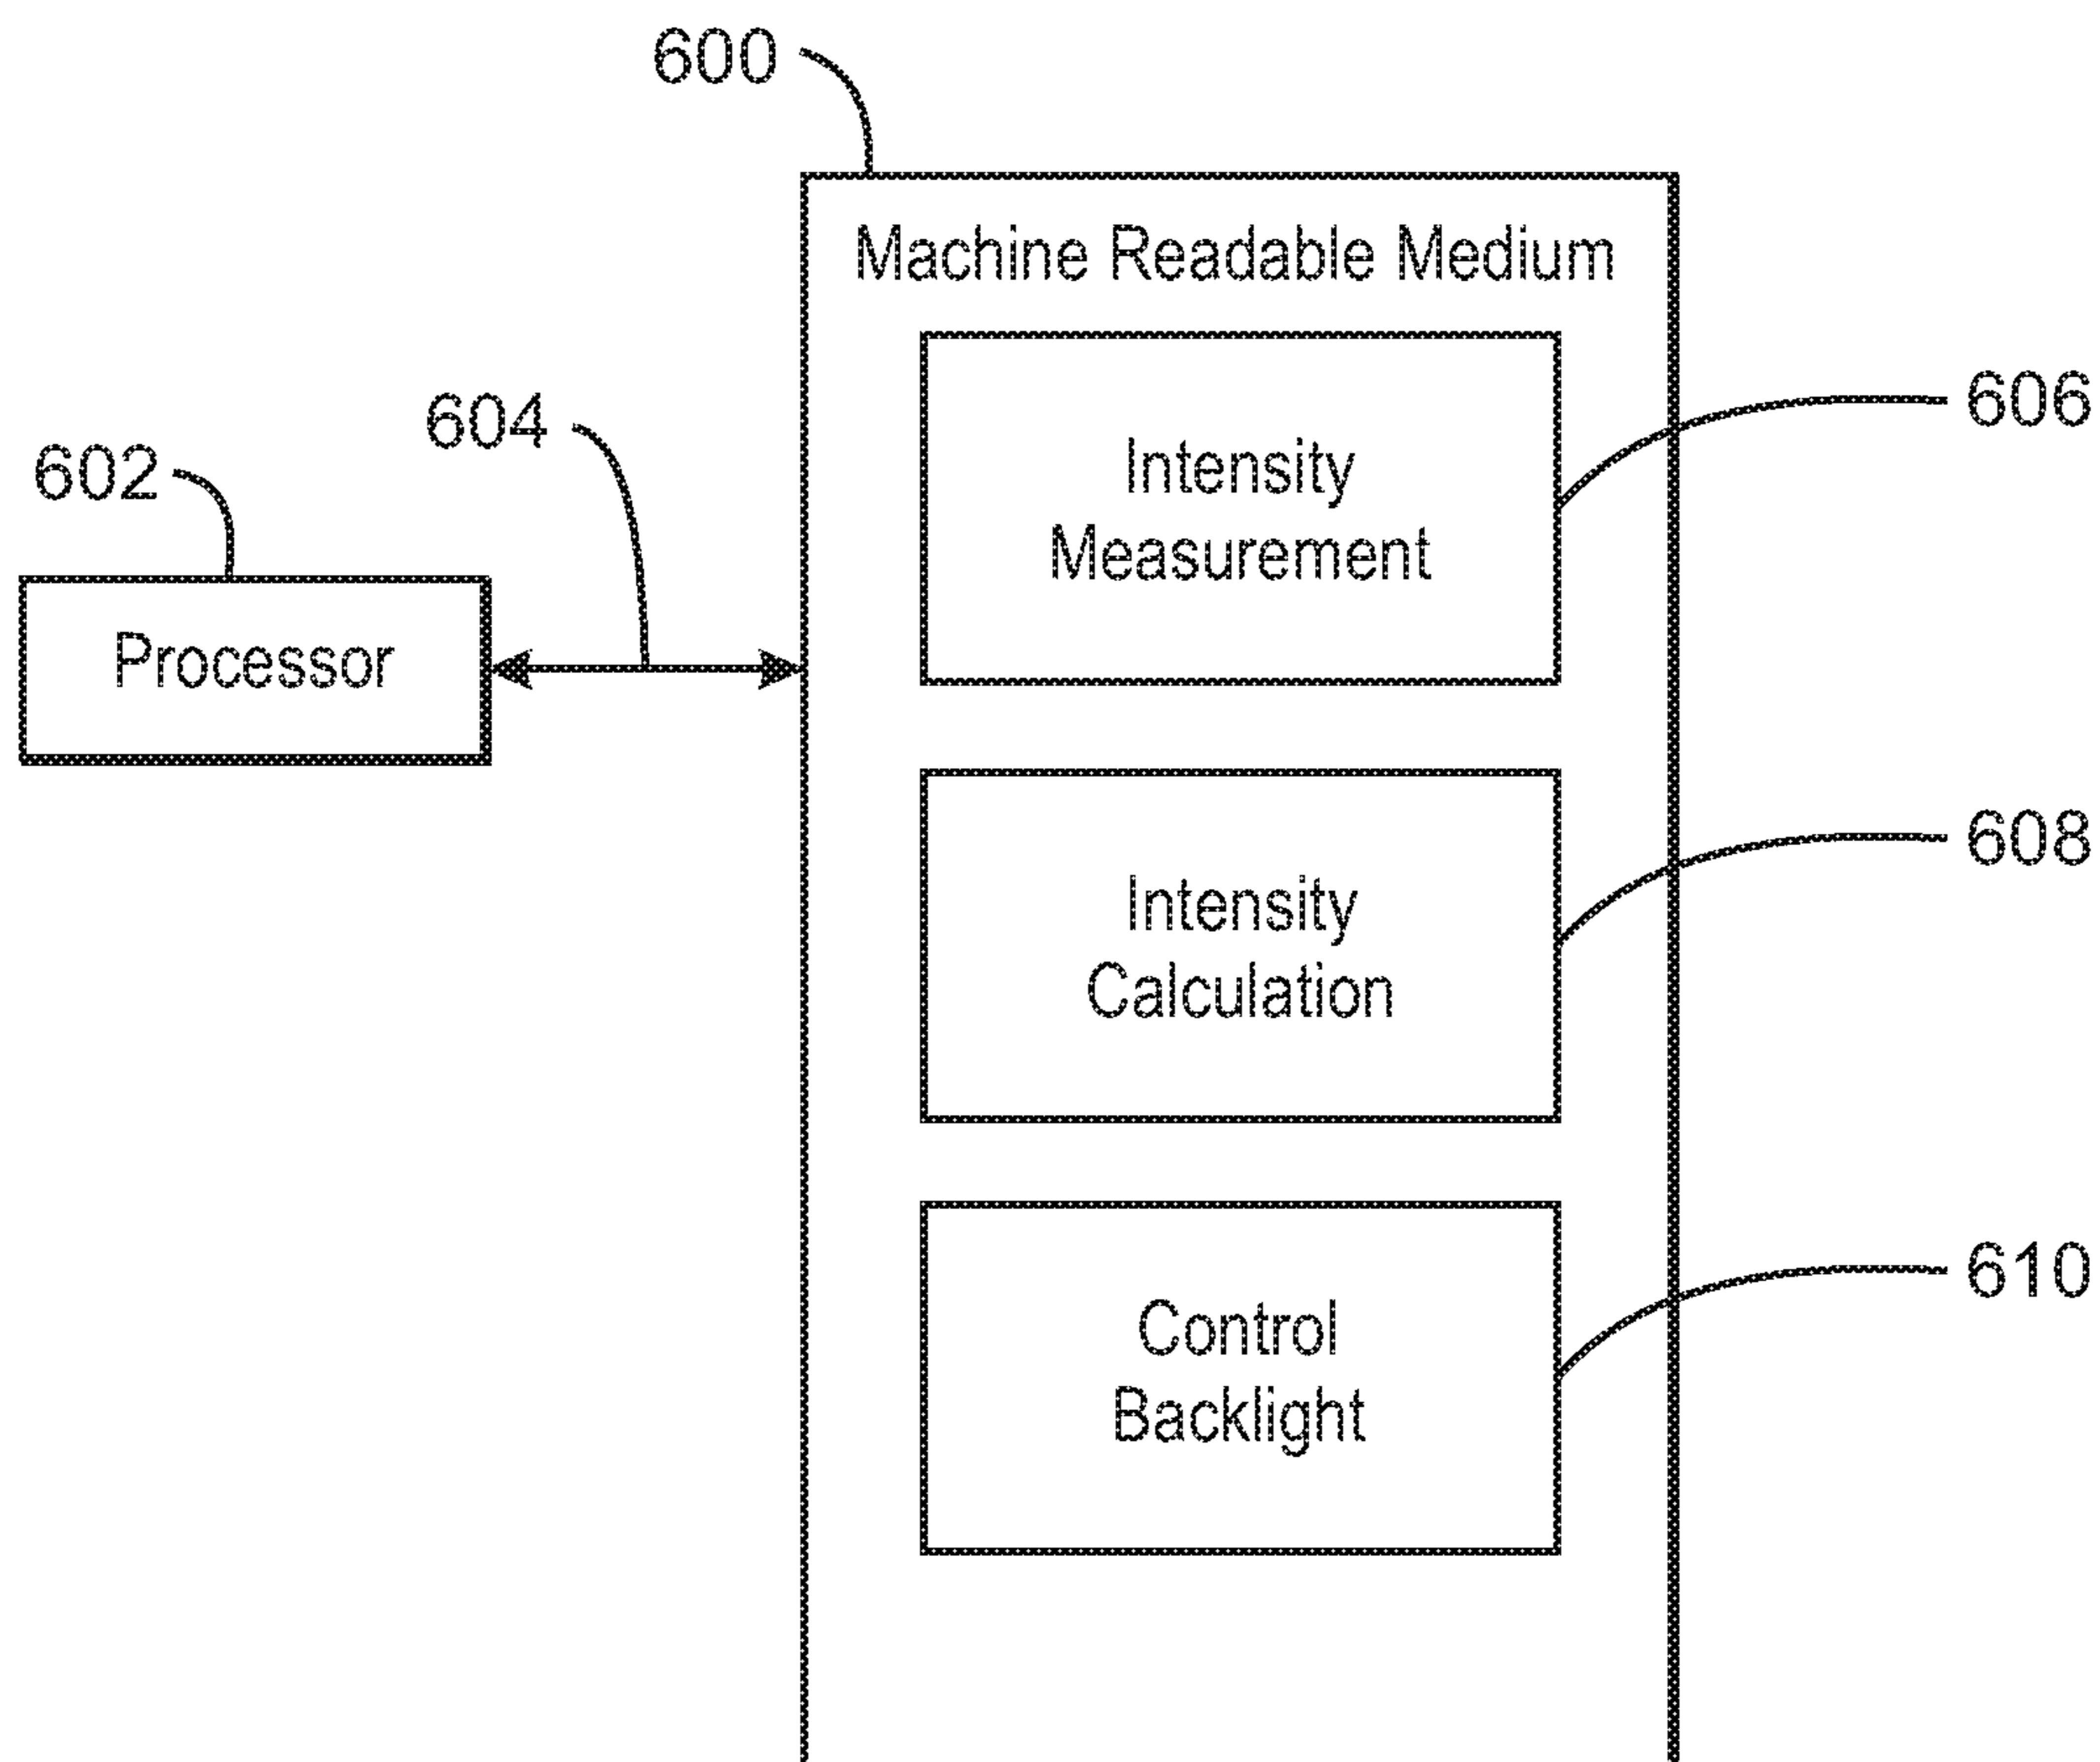 600
Machine Readable Medium
606
604
Intensity
Measurement
602
Processor
608
Intensity
Calculation
610
Control
Backlight